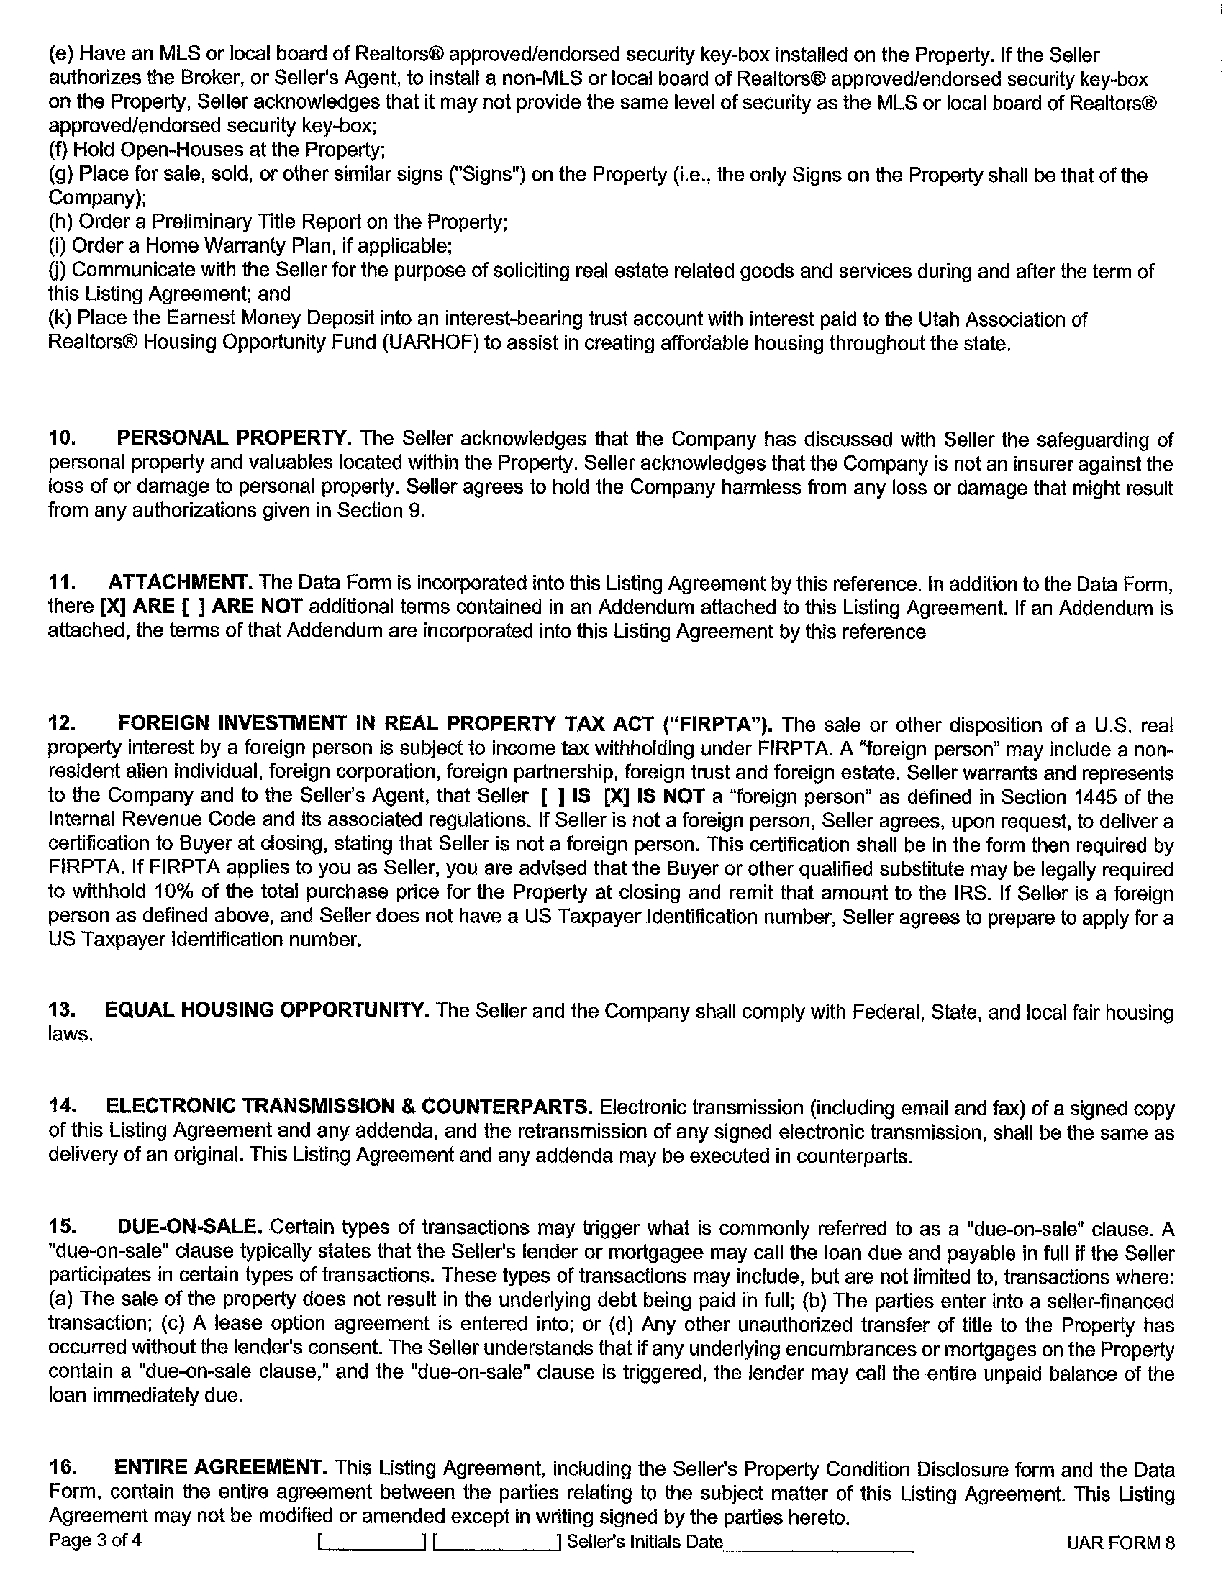 (e) Have an MLS or local board of Realtors® approved/endorsed security key-box installed on the Property. If the Seller
authorizes the Broker, or Seller's Agent, to install a non-MLS or local board of Realtors® approved/endorsed security key-box
on the Property, Seller acknowledges that it may not provide the same level of security as the MLS or local board of Realtors®
approved/endorsed security key-box;
(f) Hold Open-Houses at the Property;
(g) Place for sale, sold, or other similar signs ("Signs") on the Property (i.e., the only Signs on the Property shall be that of the
Company);
(h) Order a Preliminary Title Report on the Property;
(i) Order a Home Warranty Plan, if applicable;
(j) Communicate with the Seller for the purpose of soliciting real estate related goods and services during and after the term of
this Listing Agreement; and
(k) Place the Earnest Money Deposit into an interest-bearing trust account with interest paid to the Utah Association of
Realtors® Housing Opportunity Fund (UARHOF) to assist in creating affordable housing throughout the state.
10. PERSONAL PROPERTY. The Seller acknowledges that the Company has discussed with Seller the safeguarding of
personal property and valuables located within the Property. Seller acknowledges that the Company is not an insurer against the
loss of or damage to personal property. Seller agrees to hold the Company harmless from any loss or damage that might result
from any authorizations given in Section 9.
11. ATTACHMENT. The Data Form is incorporated into this Listing Agreement by this reference. In addition to the Data Form,
there [X] ARE [ ] ARE NOT additional terms contained in an Addendum attached to this Listing Agreement. If an Addendum is
attached, the terms of that Addendum are incorporated into this Listing Agreement by this reference
12. FOREIGN INVESTMENT IN REAL PROPERTY TAX ACT (“FIRPTA”). The sale or other disposition of a U.S. real
property interest by a foreign person is subject to income tax withholding under FIRPTA. A “foreign person” may include a non-
resident alien individual, foreign corporation, foreign partnership, foreign trust and foreign estate. Seller warrants and represents
to the Company and to the Seller’s Agent, that Seller [ ] IS [X] IS NOT a “foreign person” as defined in Section 1445 of the
Internal Revenue Code and its associated regulations. If Seller is not a foreign person, Seller agrees, upon request, to deliver a
certification to Buyer at closing, stating that Seller is not a foreign person. This certification shall be in the form then required by
FIRPTA. If FIRPTA applies to you as Seller, you are advised that the Buyer or other qualified substitute may be legally required
to withhold 10% of the total purchase price for the Property at closing and remit that amount to the IRS. If Seller is a foreign
person as defined above, and Seller does not have a US Taxpayer Identification number, Seller agrees to prepare to apply for a
US Taxpayer Identification number.
13. EQUAL HOUSING OPPORTUNITY. The Seller and the Company shall comply with Federal, State, and local fair housing
laws.
14. ELECTRONIC TRANSMISSION & COUNTERPARTS. Electronic transmission (including email and fax) of a signed copy
of this Listing Agreement and any addenda, and the retransmission of any signed electronic transmission, shall be the same as
delivery of an original. This Listing Agreement and any addenda may be executed in counterparts.
15. DUE-ON-SALE. Certain types of transactions may trigger what is commonly referred to as a "due-on-sale" clause. A
"due-on-sale" clause typically states that the Seller's lender or mortgagee may call the loan due and payable in full if the Seller
participates in certain types of transactions. These types of transactions may include, but are not limited to, transactions where:
(a) The sale of the property does not result in the underlying debt being paid in full; (b) The parties enter into a seller-financed
transaction; (c) A lease option agreement is entered into; or (d) Any other unauthorized transfer of title to the Property has
occurred without the lender's consent. The Seller understands that if any underlying encumbrances or mortgages on the Property
contain a "due-on-sale clause," and the "due-on-sale" clause is triggered, the lender may call the entire unpaid balance of the
loan immediately due.
16. ENTIRE AGREEMENT. This Listing Agreement, including the Seller's Property Condition Disclosure form and the Data
Form, contain the entire agreement between the parties relating to the subject matter of this Listing Agreement. This Listing
Agreement may not be modified or amended except in writing signed by the parties hereto.
Page 3 of 4 [__________] [____________] Seller's Initials Date____________________ UAR FORM 8